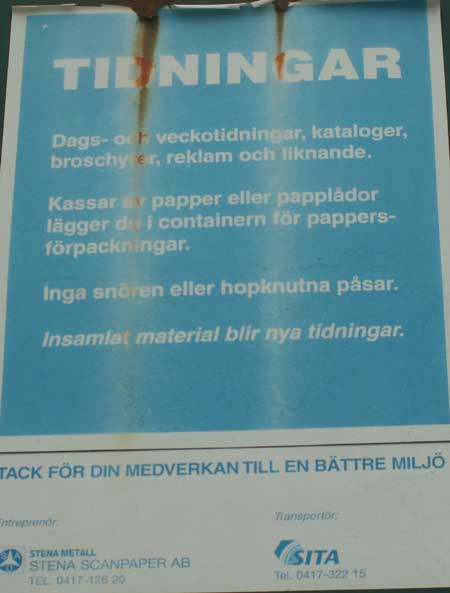 TIDNINGAR
Dags- och veckotidningar, kataloger,
broschyrer, reklam och liknande.
Kassar av papper eller papplådor
lägger du i containern för pappers-
förpackningar.
Inga snören eller hopknutna påsar.
Insamlat material blir nya tidningar.
TACK FÖR DIN MEDVERKAN TILL EN BÄTTRE MILJÖ
Entreprenör:
Transportör:
STENA METALL
STENA SCANPAPER AB
TEL. 0417-126 20
SITA
Tel. 0417-322 15